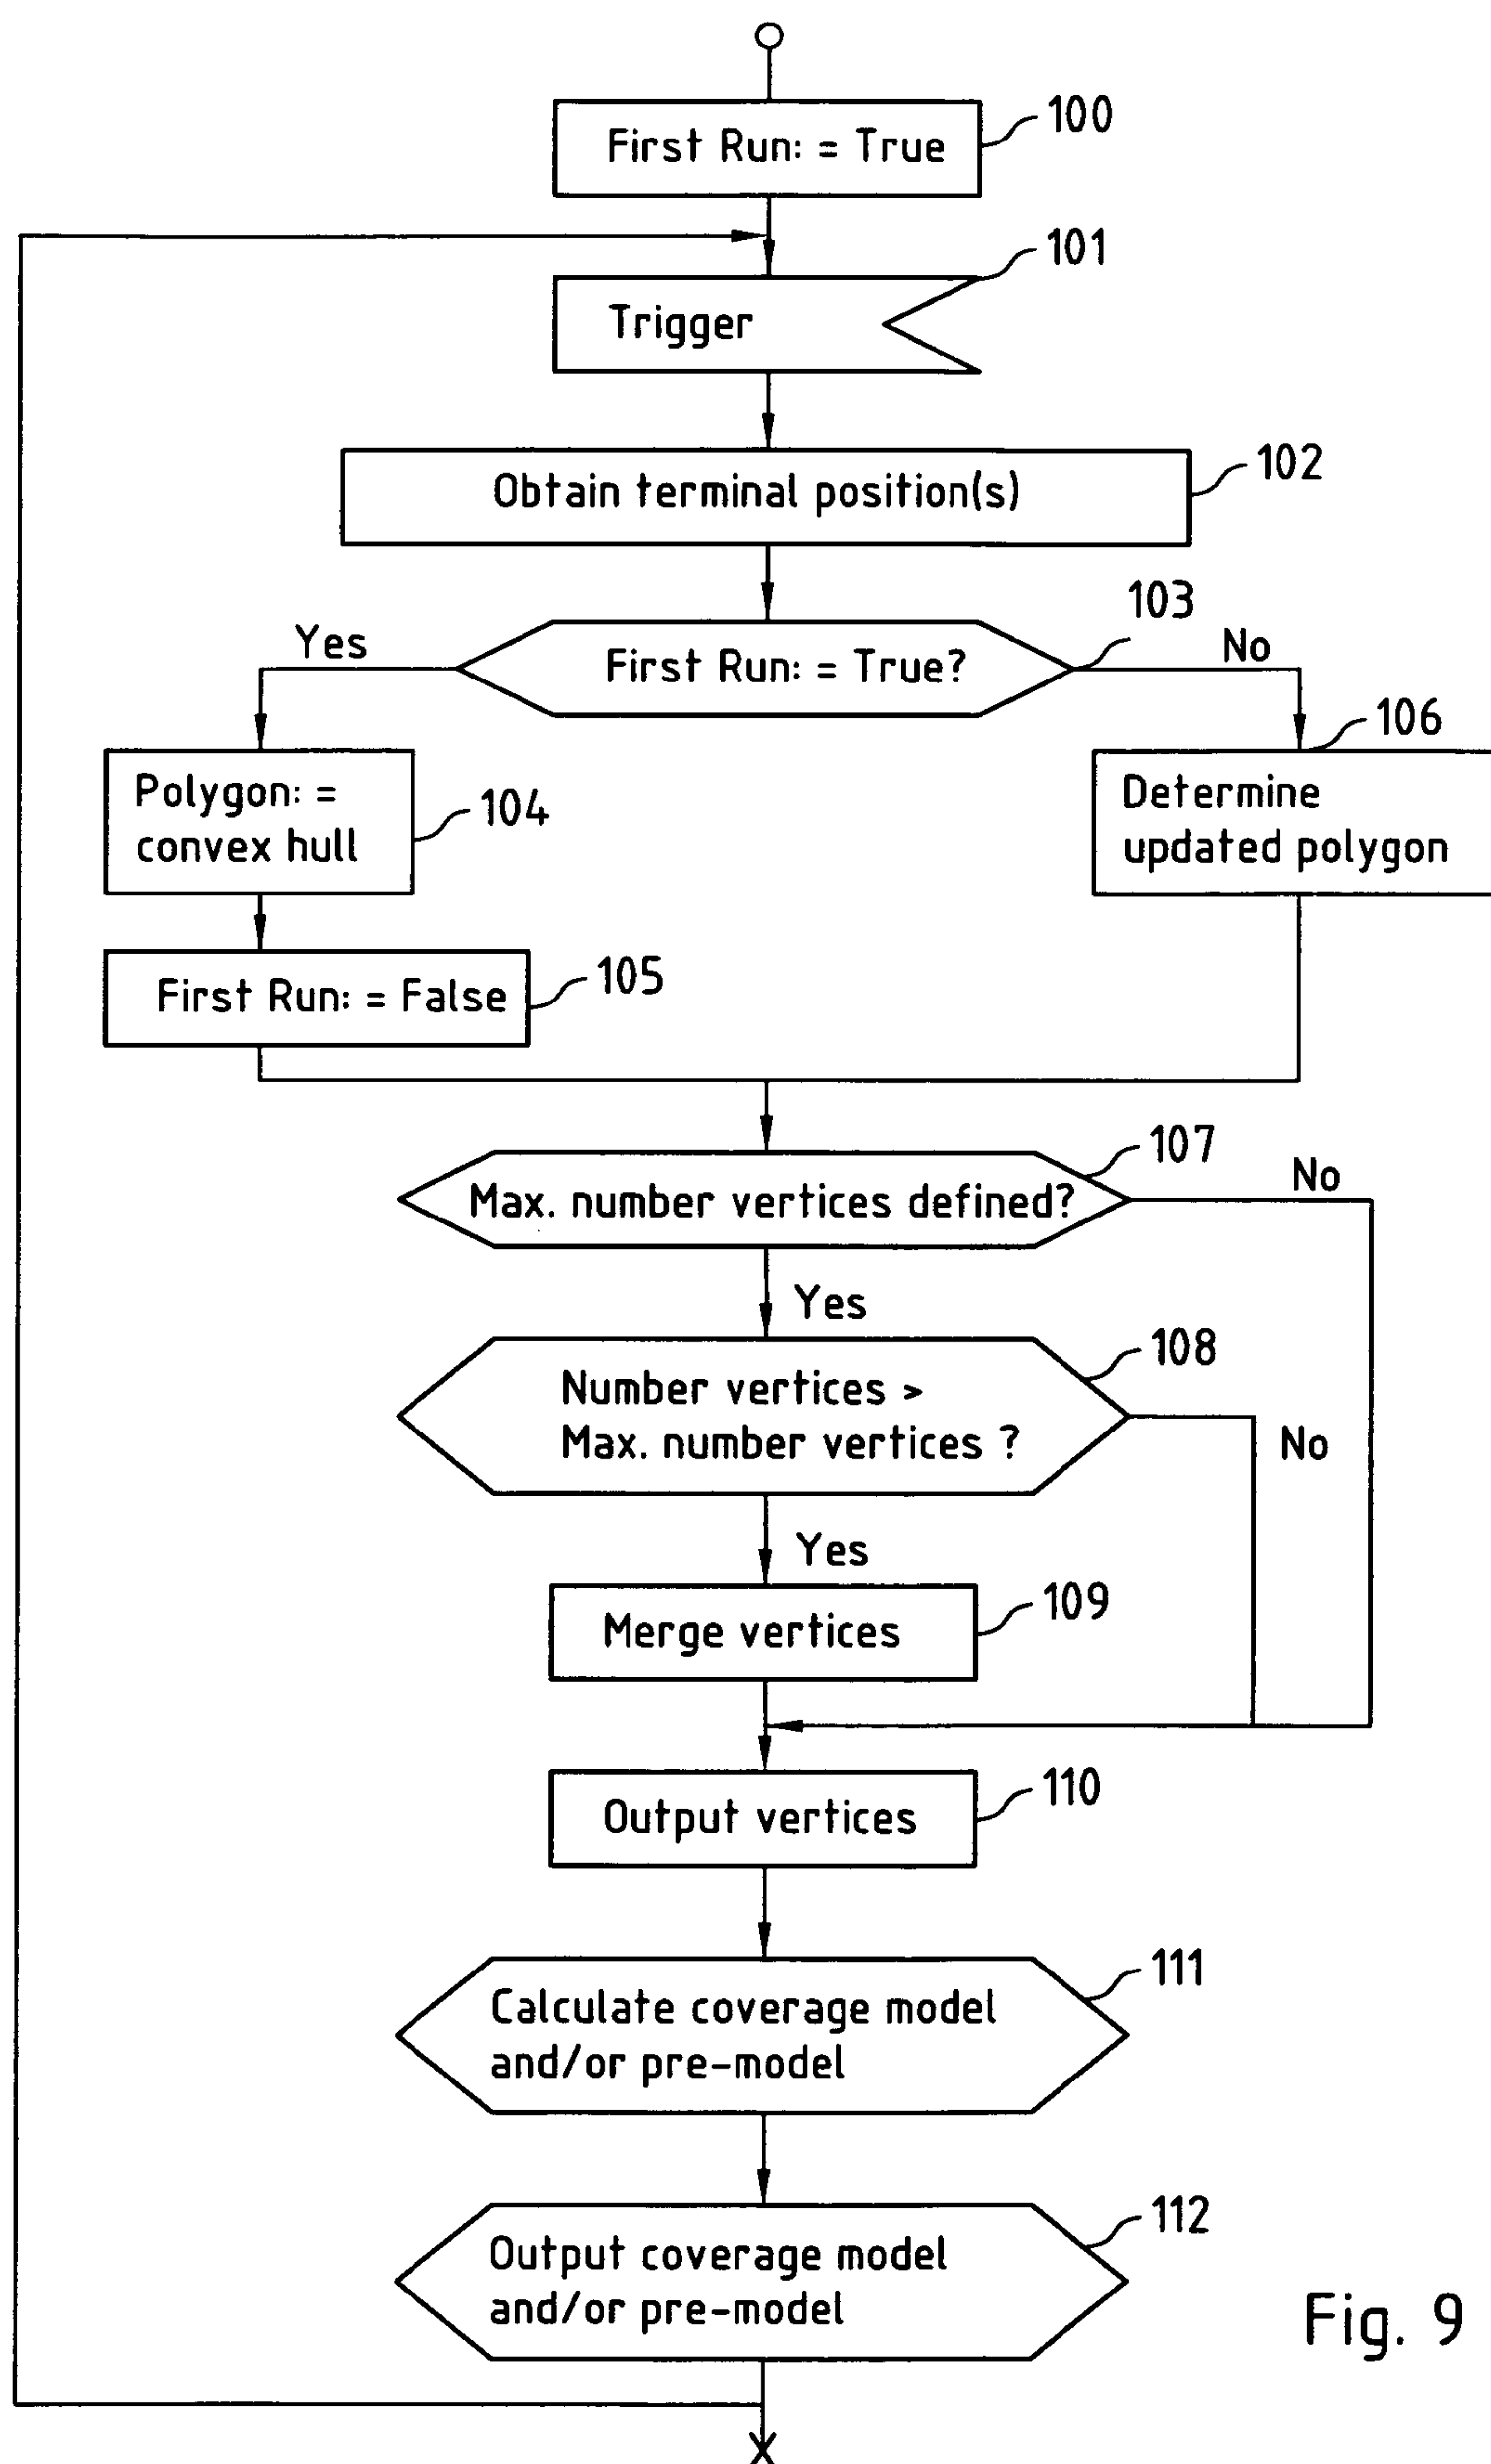 First Run: = True
100
101
Trigger
Obtain terminal position(s)
102
103
Yes
First Run: = True?
No
106
Polygon: =
convex hull
104
Determine
updated polygon
First Run: = False
105
107
Max. number vertices defined?
No
Yes
108
Number vertices >
Max. number vertices ?
No
Yes
Merge vertices
109
Output vertices
110
111
Calculate coverage model
and/or pre-model
112
Output coverage model
and/or pre-model
Fig. 9